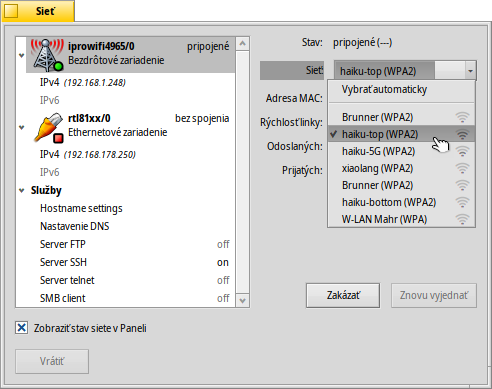 Sieť
iprowifi4965/0 pripojené
Bezdrôtové zariadenie
IPv4 (192.168.1.248)
IPv6
rtl81xx/0 bez spojenia
Ethernetové zariadenie
IPv4 (192.168.178.250)
IPv6
Služby
Hostname settings
Nastavenie DNS
Server FTP off
Server SSH on
Server telnet off
SMB client off
Zobraziť stav siete v Paneli
Vrátiť
Stav: pripojené (---)
Sieť: haiku-top (WPA2)
Adresa MAC:
Rýchlosť linky:
Odoslaných:
Prijatých:
Vybrať automaticky
Brunner (WPA2)
haiku-top (WPA2)
haiku-5G (WPA2)
xiaolang (WPA2)
Brunner (WPA2)
haiku-bottom (WPA2)
W-LAN Mahr (WPA)
Zakázať
Znovu vyjednať